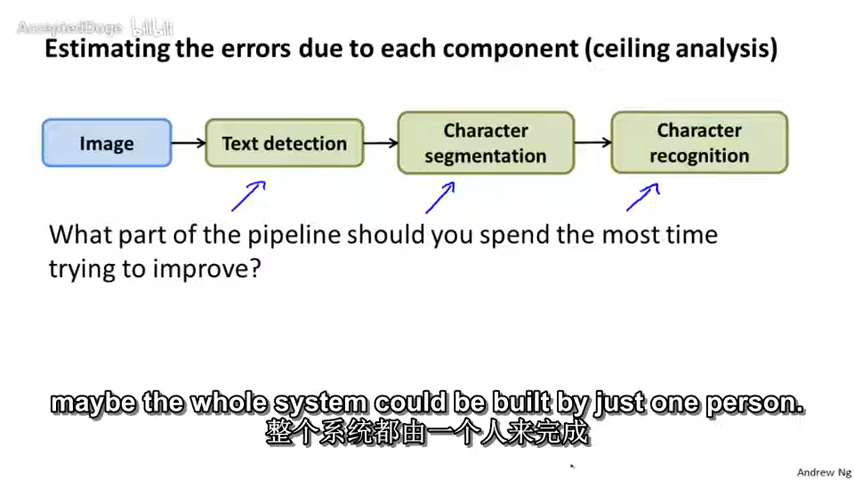 AcceptedDoge bilibili
Estimating the errors due to each component (ceiling analysis)
Image
Text detection
Character
segmentation
Character
recognition
What part of the pipeline should you spend the most time
trying to improve?
maybe the whole system could be built by just one person.
整个系统都由一个人来完成
Andrew Ng